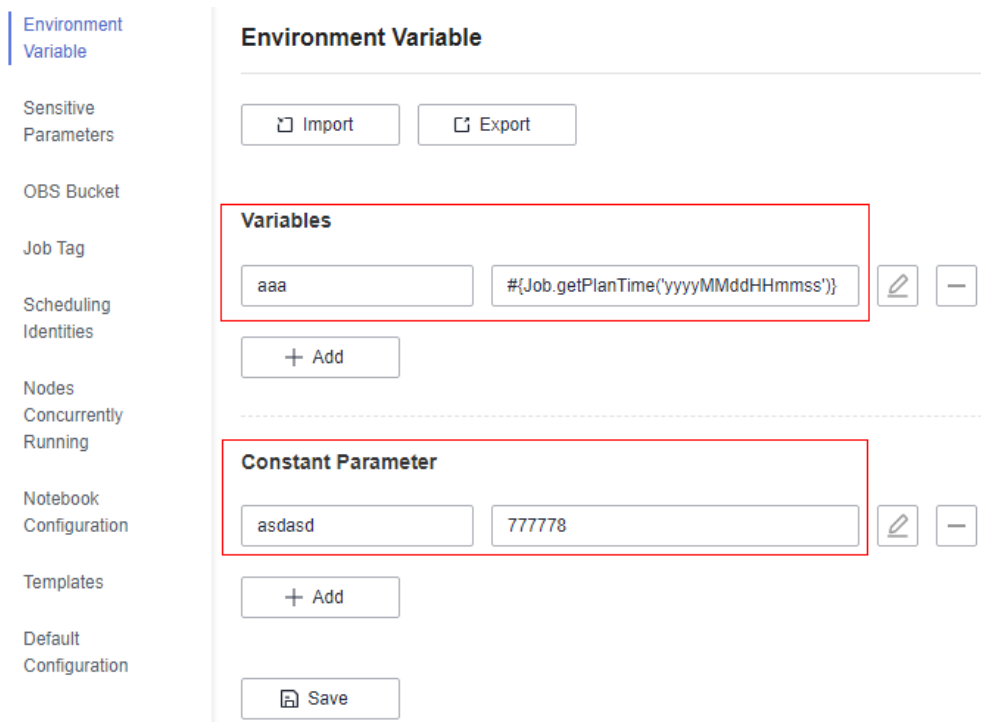 Environment
Variable
Sensitive
Parameters
OBS Bucket
Job Tag
Scheduling
Identities
Nodes
Concurrently
Running
Notebook
Configuration
Templates
Default
Configuration
Environment Variable
Import
Export
Variables
aaa
#{Job.getPlanTime('yyyyMMddHHmmss')}
Add
Constant Parameter
asdasd
777778
Add
Save